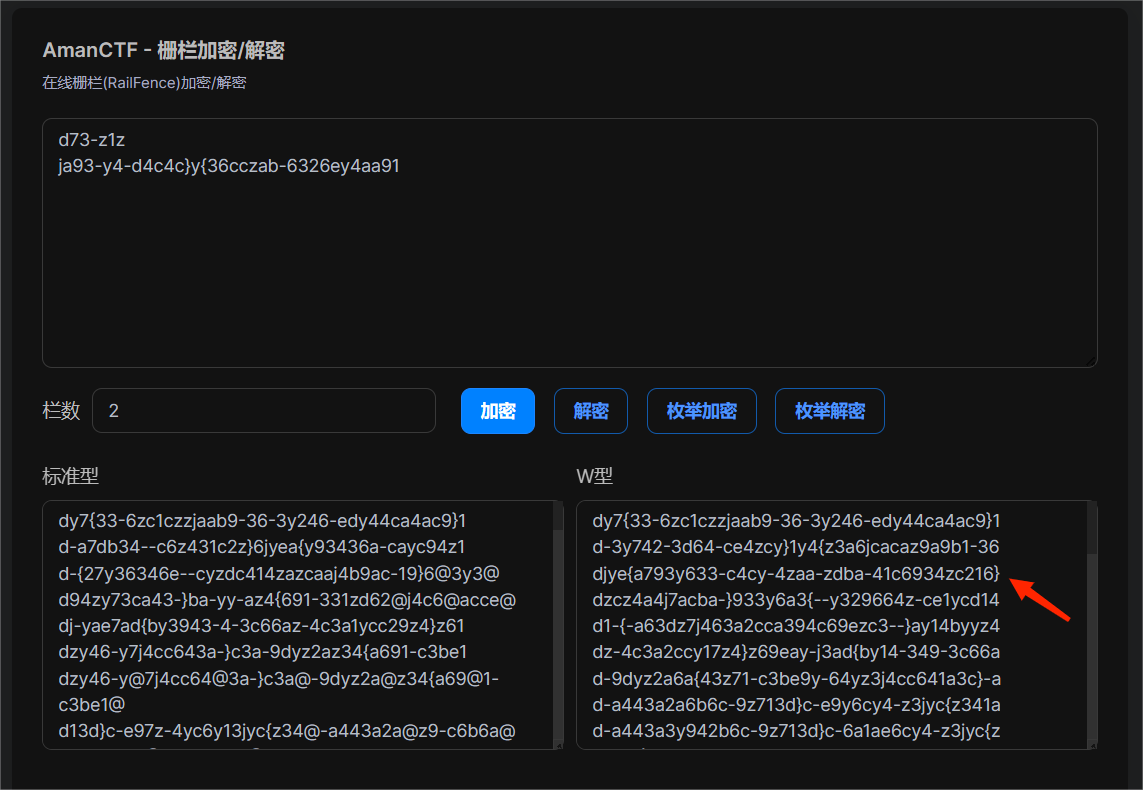 AmanCTF - 栅栏加密/解密
在线栅栏(RailFence)加密/解密
d73-z1z
ja93-y4-d4c4c}y{36cczab-6326ey4aa91
栏数
2
加密
解密
枚举加密
枚举解密
标准型
dy7{33-6zc1czzjaab9-36-3y246-edy44ca4ac9}1
d-a7db34--c6z431c2z}6jyea{y93436a-cayc94z1
d-{27y36346e--cyzdc414zazcaaj4b9ac-19}6@3y3@
d94zy73ca43-}ba-yy-az4{691-331zd62@j4c6@acce@
dj-yae7ad{by3943-4-3c66az-4c3a1ycc29z4}z61
dzy46-y7j4cc643a-}c3a-9dyz2az34{a691-c3be1
dzy46-y@7j4cc64@3a-}c3a@-9dyz2a@z34{a69@1-
c3be1@
d13d}c-e97z-4yc6y13jyc{z34@-a443a2a@z9-c6b6a@
W型
dy7{33-6zc1czzjaab9-36-3y246-edy44ca4ac9}1
d-3y742-3d64-ce4zcy}1y4{z3a6jcacaz9a9b1-36
djye{a793y633-c4cy-4zaa-zdba-41c6934zc216}
dzcz4a4j7acba-}933y6a3{--y329664z-ce1ycd14
d1-{-a63dz7j463a2cca394c69ezc3--}ay14byyz4
dz-4c3a2ccy17z4}z69eay-j3ad{by14-349-3c66a
d-9dyz2a6a{43z71-c3be9y-64yz3j4cc641a3c}-a
d-a443a2a6b6c-9z713d}c-e9y6cy4-z3jyc{z341a
d-a443a3y942b6c-9z713d}c-6a1ae6cy4-z3jyc{z